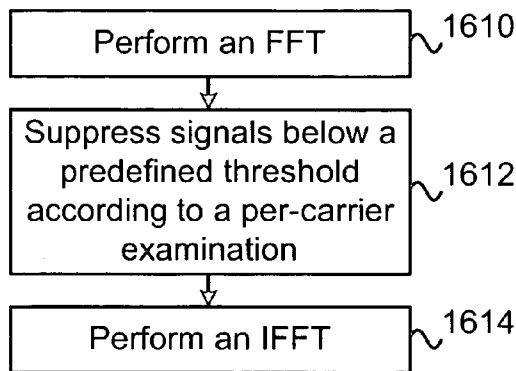 Perform an FFT 1610
Suppress signals below a
predefined threshold
according to a per-carrier
examination
1612
Perform an IFFT 1614